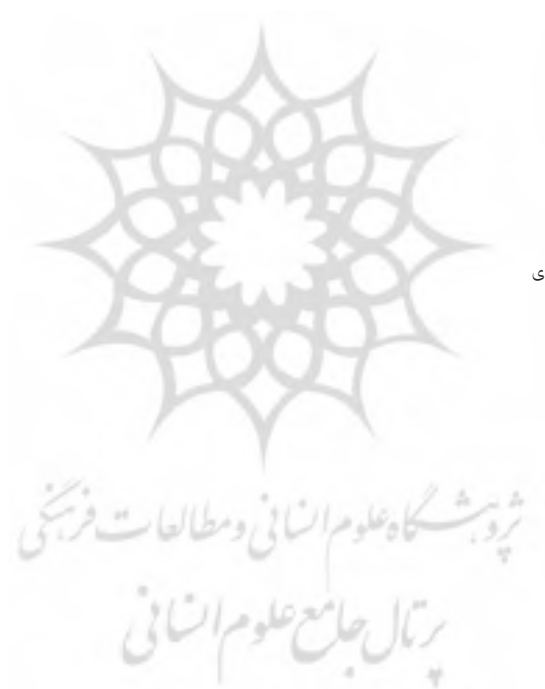 ی
پژوهشگاه علوم انسانی و مطالعات فرهنگی
پرتال جامع علوم انسانی